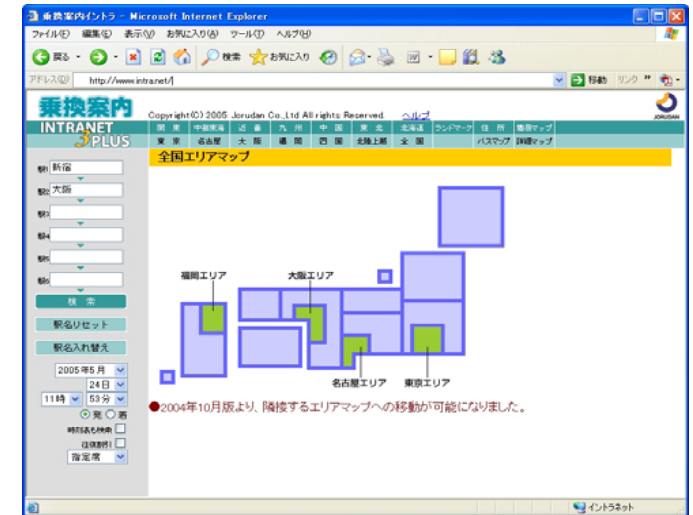 乗換案内イントラ - Microsoft Internet Explorer
ファイル(F) 編集(E) 表示(V) お気に入り(A) ツール(T) ヘルプ(H)
戻る 検索 お気に入り
アドレス(D) http://www.intranet/ 移動 リンク »
乗換案内
INTRANET
3PLUS
Copyright(C) 2005 Jorudan Co.,Ltd All rights Reserved. ヘルプ
JORUDAN
関 東 中部東海 近 畿 九 州 中 国 東 北 北海道 ランドマーク 住 所 路線マップ
東 京 名古屋 大 阪 福 岡 四 国 北陸上越 全 国 バスマップ 詳細マップ
全国エリアマップ
駅1 新宿
駅2 大阪
駅3
駅4
駅5
駅6
検 索
駅名リセット
駅名入れ替え
2005年5月
24日
11時 53分
発 着
時刻表も検索
往復割引
指定席
福岡エリア 大阪エリア
名古屋エリア 東京エリア
●2004年10月版より、隣接するエリアマップへの移動が可能になりました。
イントラネット